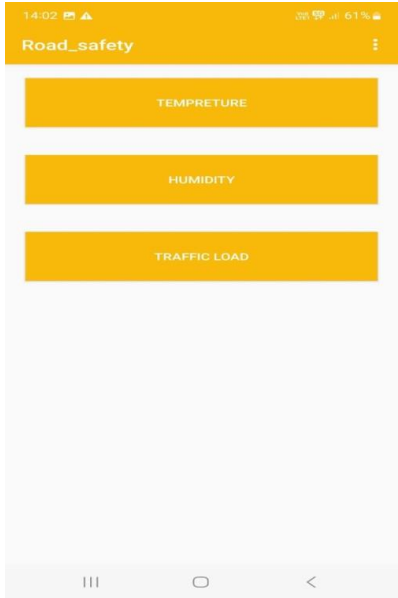 14:02 61%
Road_safety
TEMPRETURE
HUMIDITY
TRAFFIC LOAD